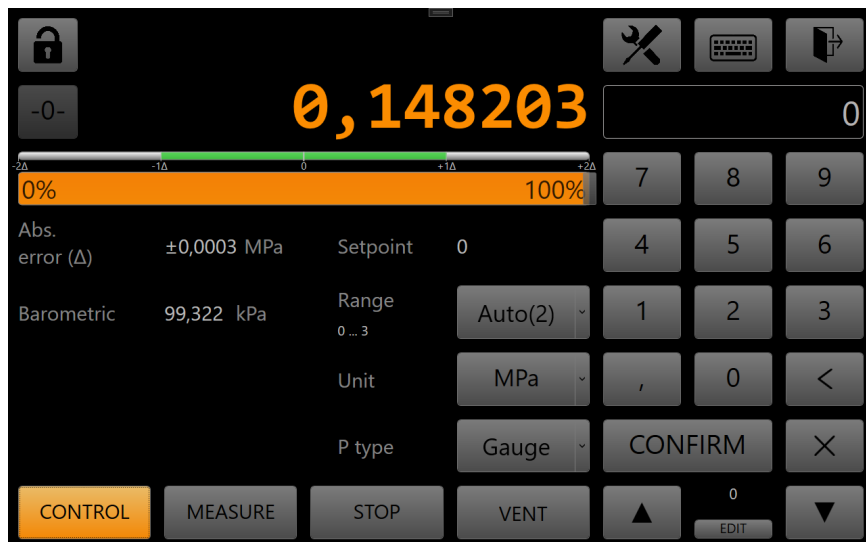 -0-
0,148203
0
-2Δ -1Δ 0 +1Δ +2Δ
0% 100%
7 8 9
Abs.
error (Δ) ±0,0003 MPa Setpoint 0
4 5 6
Barometric 99,322 kPa Range
0 ... 3 Auto(2)
1 2 3
Unit MPa
, 0 <
P type Gauge
CONFIRM ×
CONTROL MEASURE STOP VENT
▲ 0 ▼
EDIT